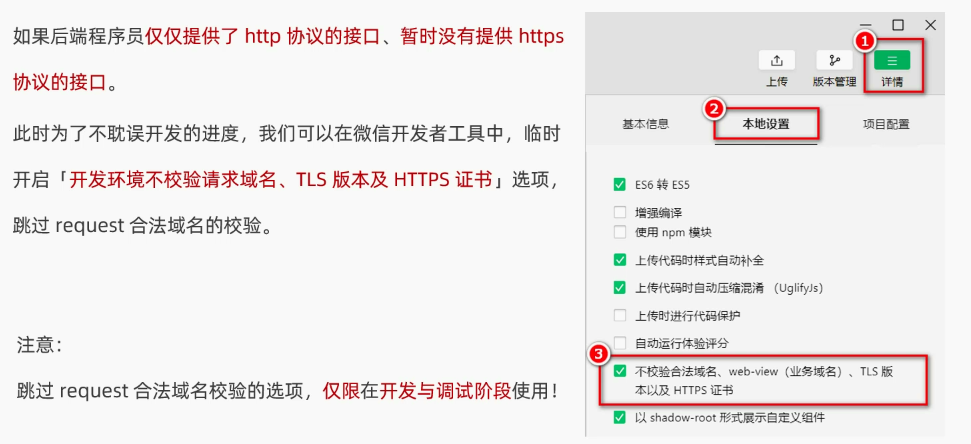 如果后端程序员仅仅提供了 http 协议的接口、暂时没有提供 https
协议的接口。
此时为了不耽误开发的进度，我们可以在微信开发者工具中，临时
开启「开发环境不校验请求域名、TLS 版本及 HTTPS 证书」选项，
跳过 request 合法域名的校验。
注意：
跳过 request 合法域名校验的选项，仅限在开发与调试阶段使用！
1
上传
版本管理
详情
2
基本信息
本地设置
项目配置
ES6 转 ES5
增强编译
使用 npm 模块
上传代码时样式自动补全
上传代码时自动压缩混淆 （UglifyJs）
上传时进行代码保护
自动运行体验评分
3
不校验合法域名、web-view（业务域名）、TLS 版
本以及 HTTPS 证书
以 shadow-root 形式展示自定义组件